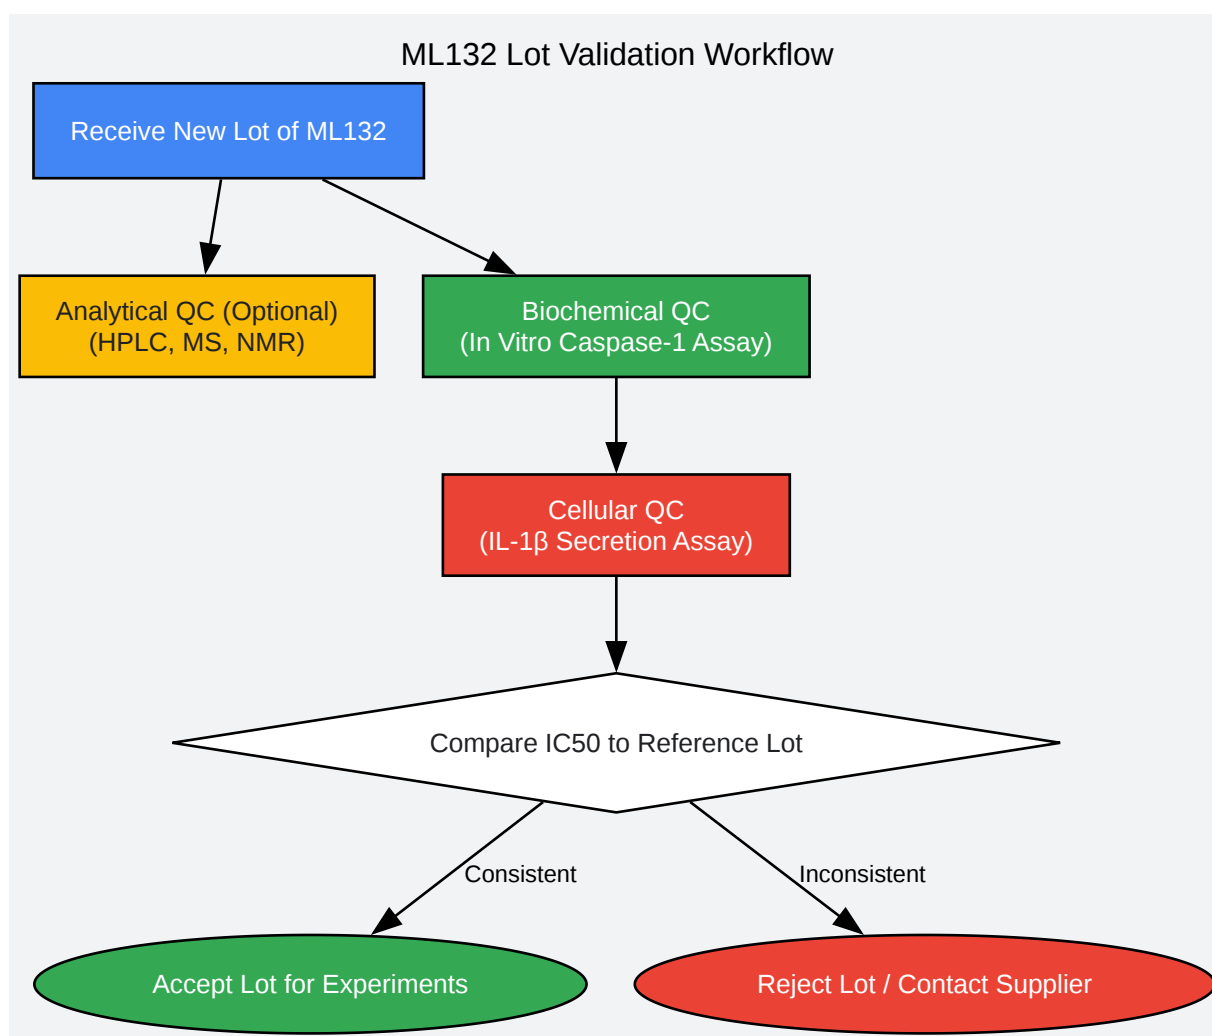 ML132 Lot Validation Workflow
Receive New Lot of ML132
Analytical QC (Optional)
(HPLC, MS, NMR)
Biochemical QC
(In Vitro Caspase-1 Assay)
Cellular QC
(IL-1β Secretion Assay)
Compare IC50 to Reference Lot
Consistent
Inconsistent
Accept Lot for Experiments
Reject Lot / Contact Supplier